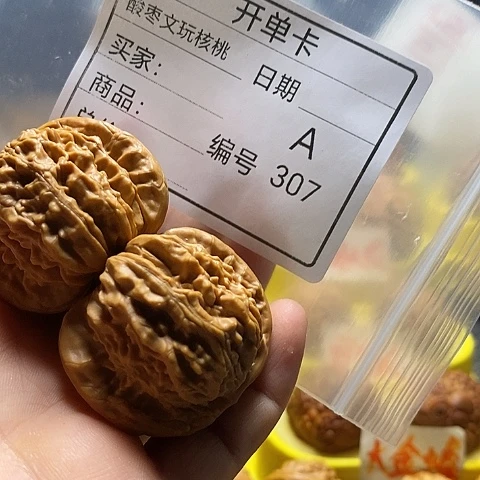 开单卡
酸枣文玩核桃
买家： 日期
商品：
A
编号 307